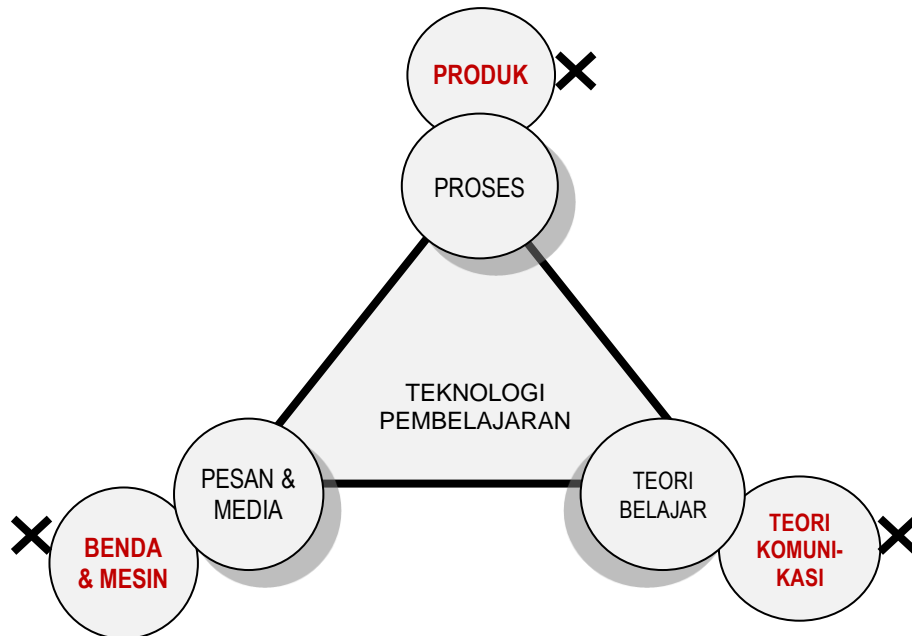 PRODUK
PROSES
TEKNOLOGI
PEMBELAJARAN
PESAN &
MEDIA
TEORI
BELAJAR
BENDA
& MESIN
TEORI
KOMUNI-
KASI